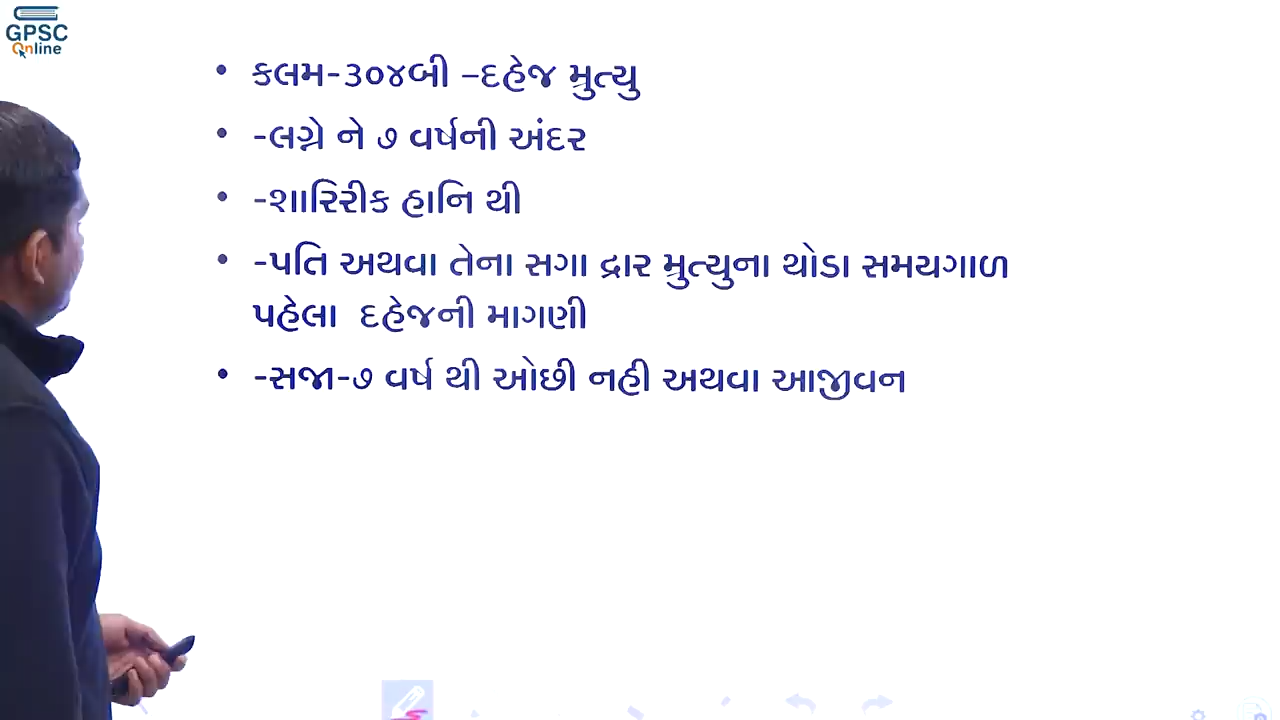 GPSC
Online
• કલમ-૩૦૪બી –દહેજ મ્રુત્યુ
• -લગ્ને ને ૭ વર્ષની અંદર
• -શારિરીક હાનિ થી
• -પતિ અથવા તેના સગા દ્રાર મ્રુત્યુના થોડા સમયગાળ
પહેલા દહેજની માગણી
• -સજા-૭ વર્ષ થી ઓછી નહી અથવા આજીવન